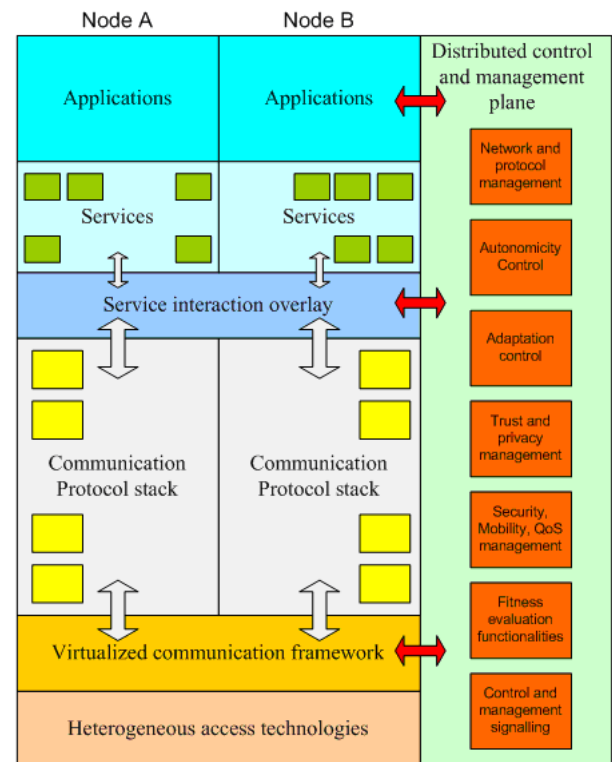 Node A
Node B
Applications
Applications
Distributed control
and management
plane
Services
Services
Service interaction overlay
Communication
Protocol stack
Communication
Protocol stack
Virtualized communication framework
Heterogeneous access technologies
Network and
protocol
management
Autonomicity
Control
Adaptation
control
Trust and
privacy
management
Security,
Mobility, QoS
management
Fitness
evaluation
functionalities
Control and
management
signalling